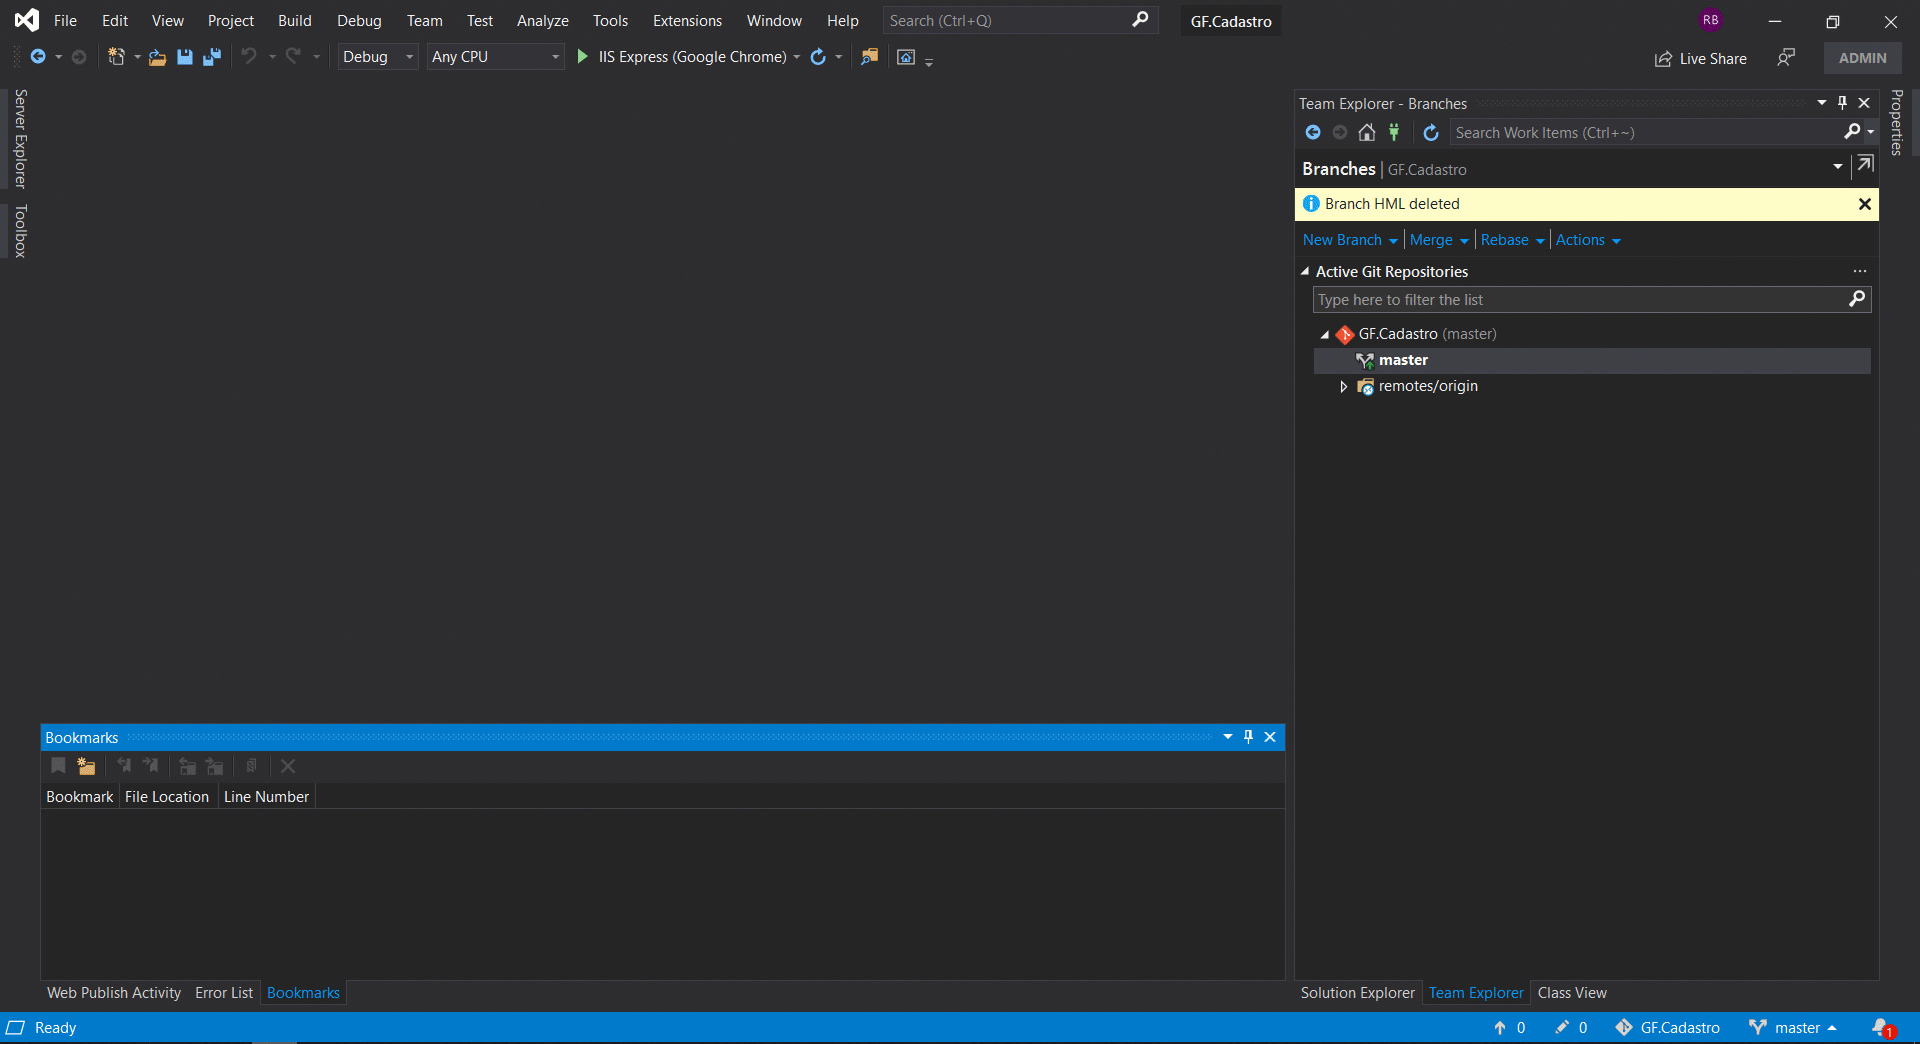 File Edit View Project Build Debug Team Test Analyze Tools Extensions Window Help Search (Ctrl+Q) GF.Cadastro RB
Debug Any CPU IIS Express (Google Chrome) Live Share ADMIN
Server Explorer
Toolbox
Team Explorer - Branches
Search Work Items (Ctrl+~)
Branches | GF.Cadastro
Branch HML deleted
New Branch Merge Rebase Actions
Active Git Repositories
Type here to filter the list
GF.Cadastro (master)
master
remotes/origin
Properties
Bookmarks
Bookmark File Location Line Number
Web Publish Activity Error List Bookmarks
Solution Explorer Team Explorer Class View
Ready 0 0 GF.Cadastro master 1